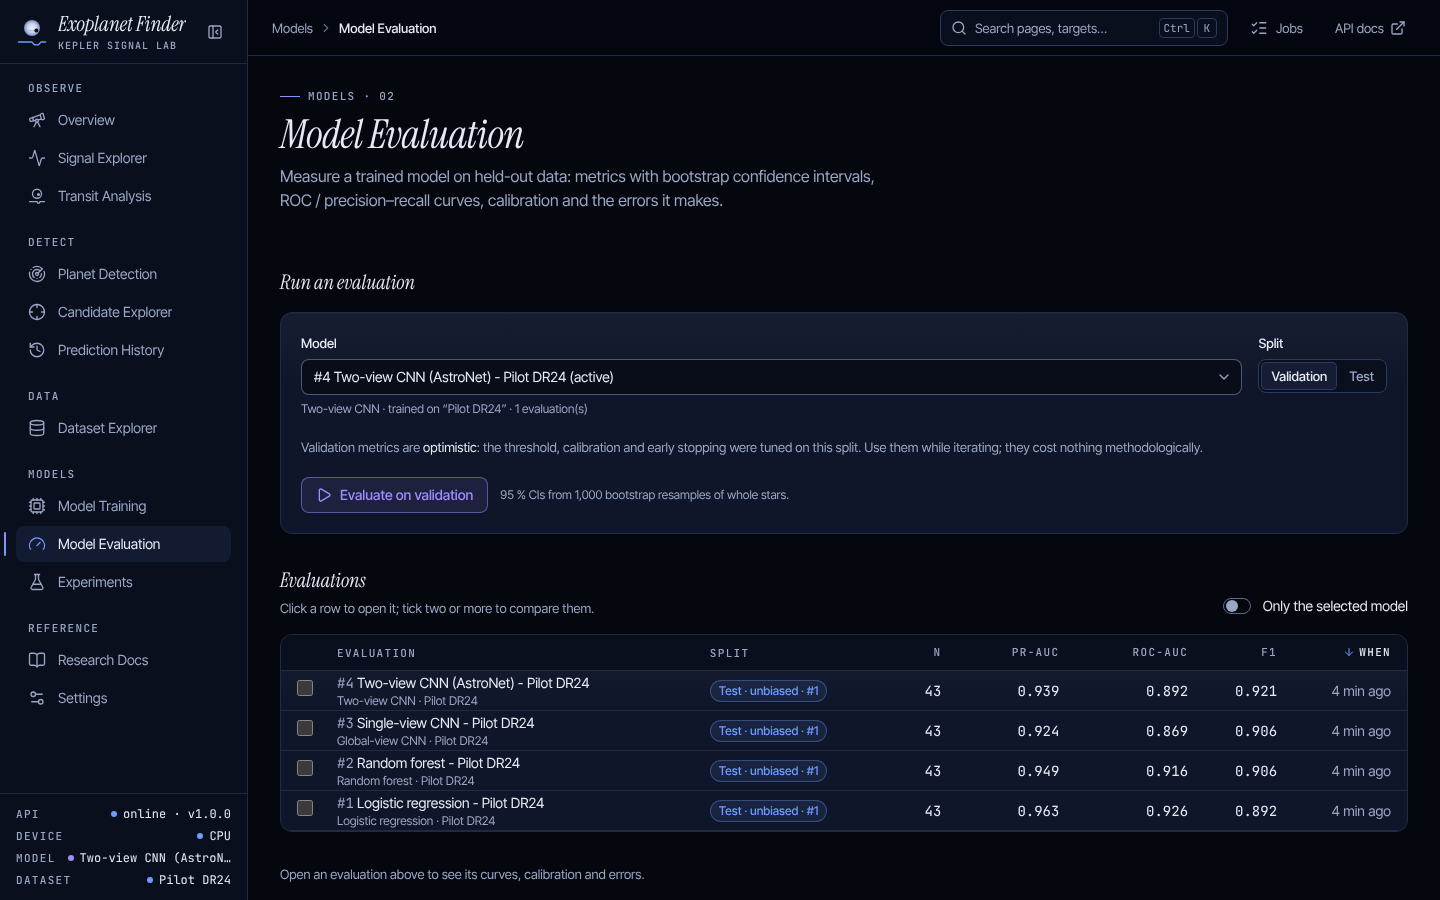 Exoplanet Finder
KEPLER SIGNAL LAB
OBSERVE
Overview
Signal Explorer
Transit Analysis
DETECT
Planet Detection
Candidate Explorer
Prediction History
DATA
Dataset Explorer
MODELS
Model Training
Model Evaluation
Experiments
REFERENCE
Research Docs
Settings
API online · v1.0.0
DEVICE CPU
MODEL Two-view CNN (AstroN…
DATASET Pilot DR24
Models > Model Evaluation
Search pages, targets... Ctrl K
Jobs
API docs
MODELS · 02
Model Evaluation
Measure a trained model on held-out data: metrics with bootstrap confidence intervals,
ROC / precision–recall curves, calibration and the errors it makes.
Run an evaluation
Model
#4 Two-view CNN (AstroNet) - Pilot DR24 (active)
Two-view CNN · trained on “Pilot DR24” · 1 evaluation(s)
Split
Validation Test
Validation metrics are optimistic: the threshold, calibration and early stopping were tuned on this split. Use them while iterating; they cost nothing methodologically.
Evaluate on validation
95 % CIs from 1,000 bootstrap resamples of whole stars.
Evaluations
Click a row to open it; tick two or more to compare them.
Only the selected model
EVALUATION SPLIT N PR-AUC ROC-AUC F1 ↓ WHEN
#4 Two-view CNN (AstroNet) - Pilot DR24
Two-view CNN · Pilot DR24
Test · unbiased · #1 43 0.939 0.892 0.921 4 min ago
#3 Single-view CNN - Pilot DR24
Global-view CNN · Pilot DR24
Test · unbiased · #1 43 0.924 0.869 0.906 4 min ago
#2 Random forest - Pilot DR24
Random forest · Pilot DR24
Test · unbiased · #1 43 0.949 0.916 0.906 4 min ago
#1 Logistic regression - Pilot DR24
Logistic regression · Pilot DR24
Test · unbiased · #1 43 0.963 0.926 0.892 4 min ago
Open an evaluation above to see its curves, calibration and errors.